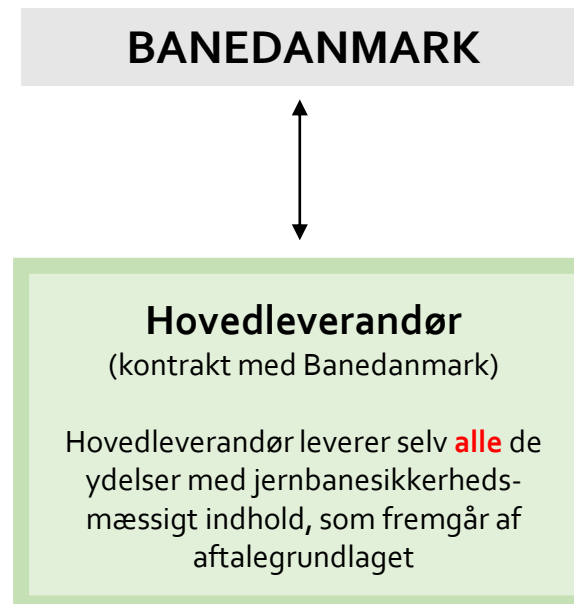 BANEDANMARK
Hovedleverandør
(kontrakt med Banedanmark)
Hovedleverandør leverer selv alle de
ydelser med jernbanesikkerheds-
mæssigt indhold, som fremgår af
aftalegrundlaget